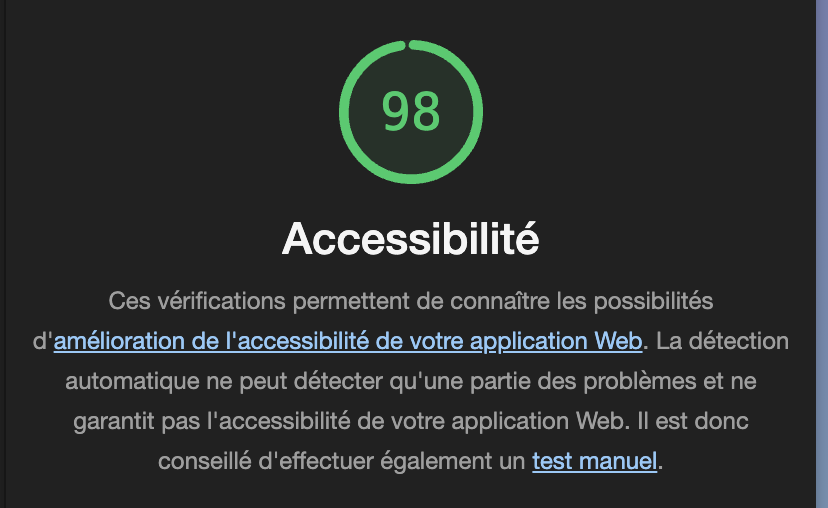 98
Accessibilité
Ces vérifications permettent de connaître les possibilités
d'amélioration de l'accessibilité de votre application Web. La détection
automatique ne peut détecter qu'une partie des problèmes et ne
garantit pas l'accessibilité de votre application Web. Il est donc
conseillé d'effectuer également un test manuel.